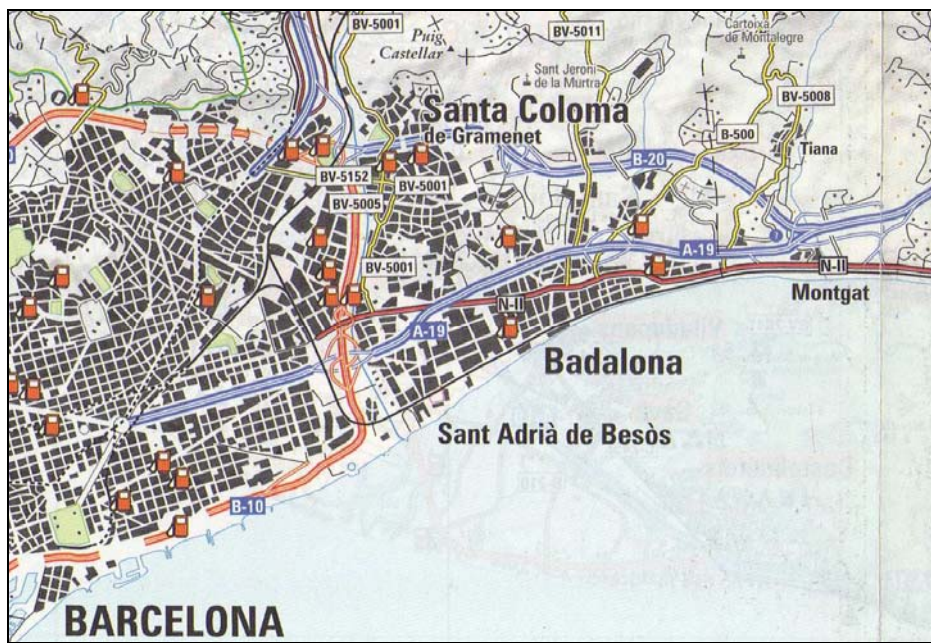 BV-5001
Puig
Castellar
BV-5011
Cartoixa
de Montalegre
Sant Jeroni
de la Murtra
BV-5008
Santa Coloma
de Gramenet
B-500
Tiana
B-20
BV-5152
BV-5001
BV-5005
A-19
BV-5001
N-II
N-II
Montgat
A-19
Badalona
Sant Adrià de Besòs
B-10
BARCELONA